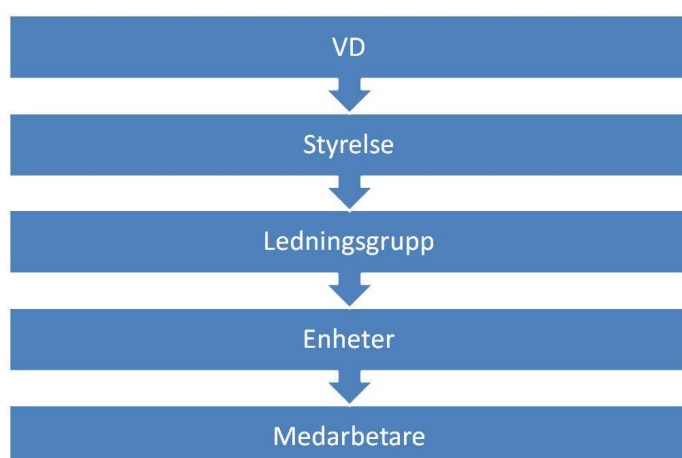 VD
Styrelse
Ledningsgrupp
Enheter
Medarbetare